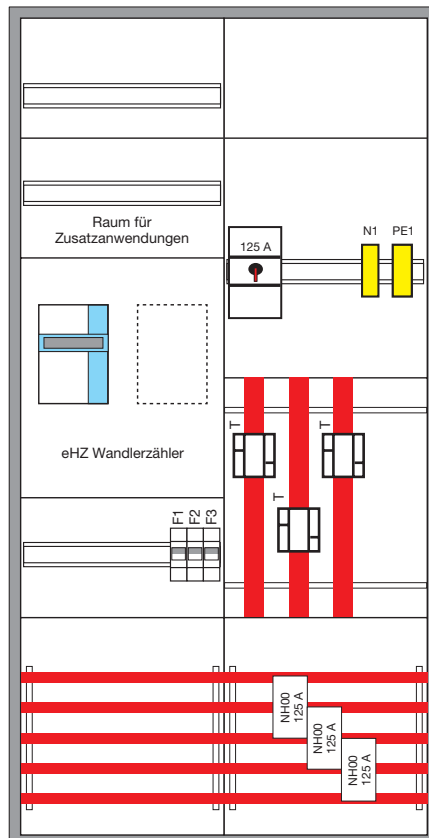 Raum für
Zusatzanwendungen
125 A
N1
PE1
eHZ Wandlerzähler
T
T
T
F1
F2
F3
NH00
125 A
NH00
125 A
NH00
125 A